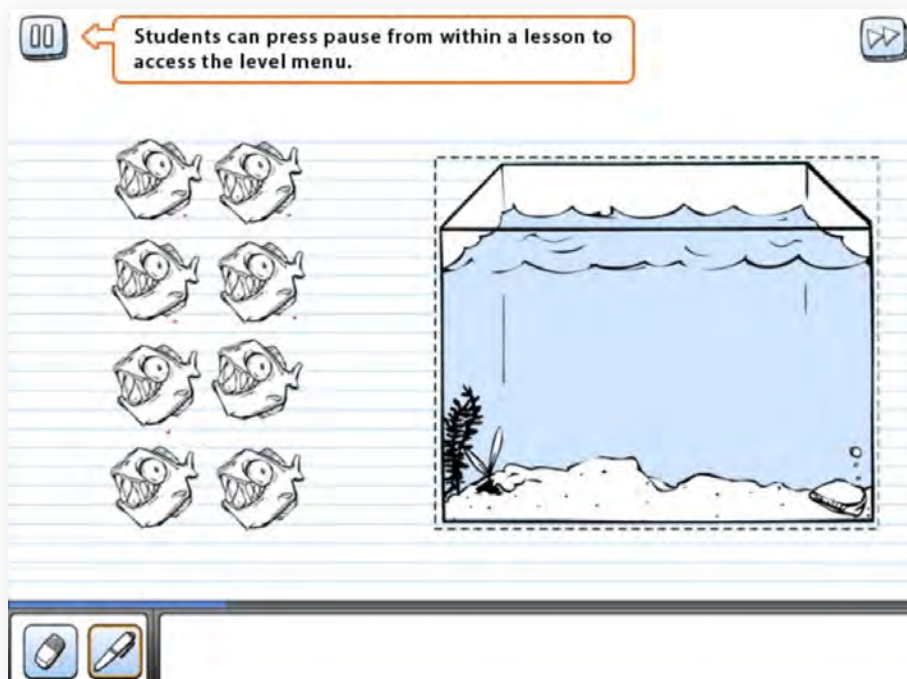 Students can press pause from within a lesson to
access the level menu.